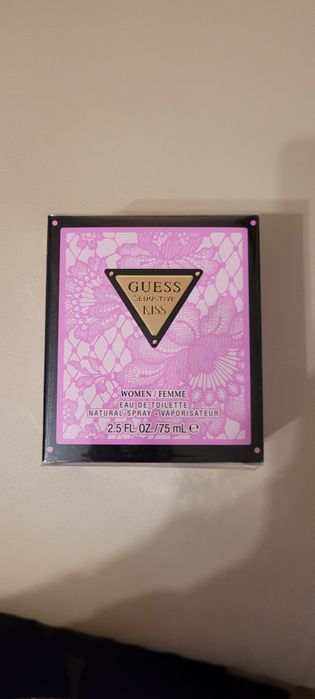 GUESS
SEDUCTIVE
KISS
WOMEN / FEMME
EAU DE TOILETTE
NATURAL SPRAY • VAPORISATEUR
2.5 FL. OZ. / 75 mL ℮